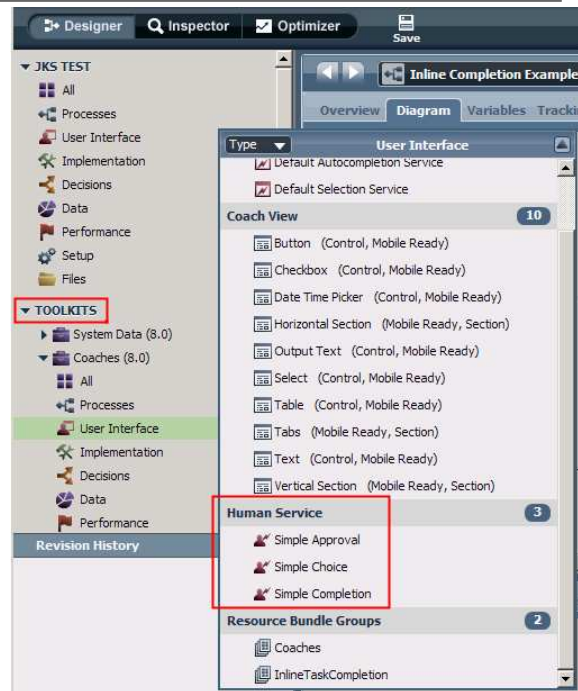 Designer Inspector Optimizer
Save
JKS TEST
All
Processes
User Interface
Implementation
Decisions
Data
Performance
Setup
Files
TOOLKITS
System Data (8.0)
Coaches (8.0)
All
Processes
User Interface
Implementation
Decisions
Data
Performance
Revision History
Inline Completion Example
Overview Diagram Variables Tracki
Type User Interface
Default Autocompletion Service
Default Selection Service
Coach View 10
Button (Control, Mobile Ready)
Checkbox (Control, Mobile Ready)
Date Time Picker (Control, Mobile Ready)
Horizontal Section (Mobile Ready, Section)
Output Text (Control, Mobile Ready)
Select (Control, Mobile Ready)
Table (Control, Mobile Ready)
Tabs (Mobile Ready, Section)
Text (Control, Mobile Ready)
Vertical Section (Mobile Ready, Section)
Human Service 3
Simple Approval
Simple Choice
Simple Completion
Resource Bundle Groups 2
Coaches
InlineTaskCompletion